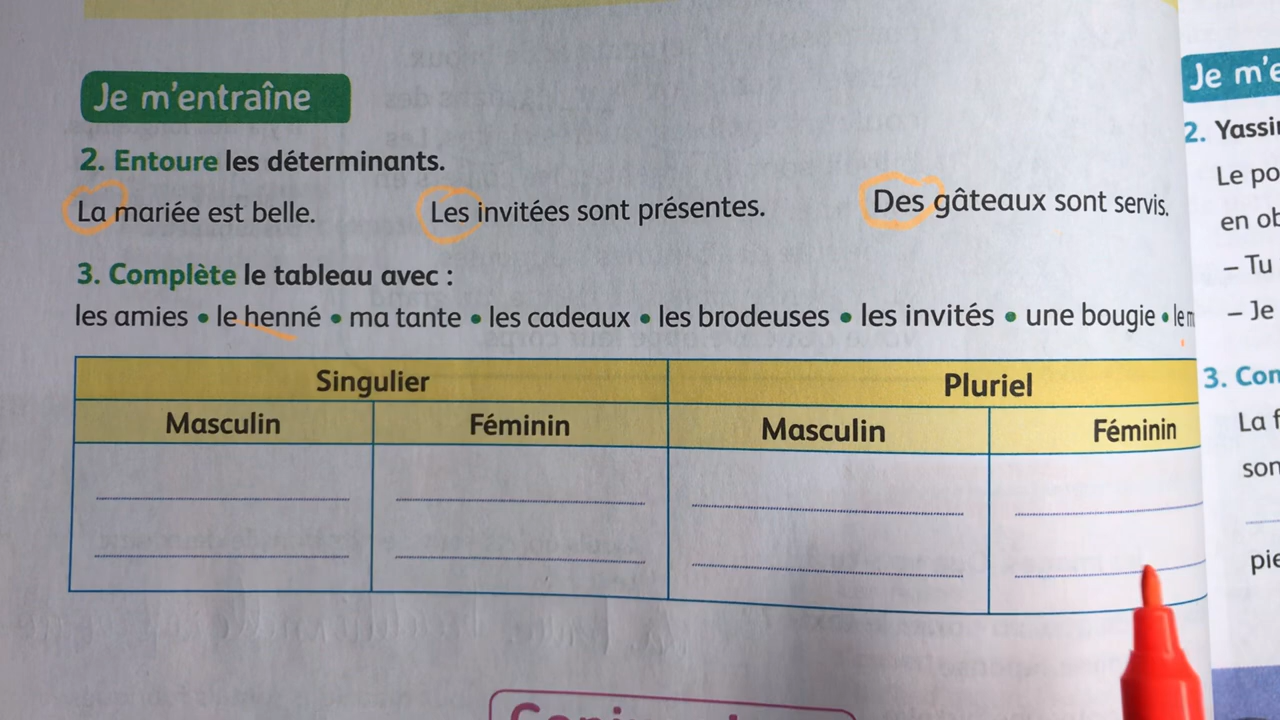 Je m'entraîne
2. Entoure les déterminants.
La mariée est belle. Les invitées sont présentes. Des gâteaux sont servis.
3. Complète le tableau avec :
les amies • le henné • ma tante • les cadeaux • les brodeuses • les invités • une bougie • le
Singulier Pluriel
Masculin Féminin Masculin Féminin
Je m'e
2. Yassi
Le po
en ob
– Tu
– Je
3. Con
La f
son
pie